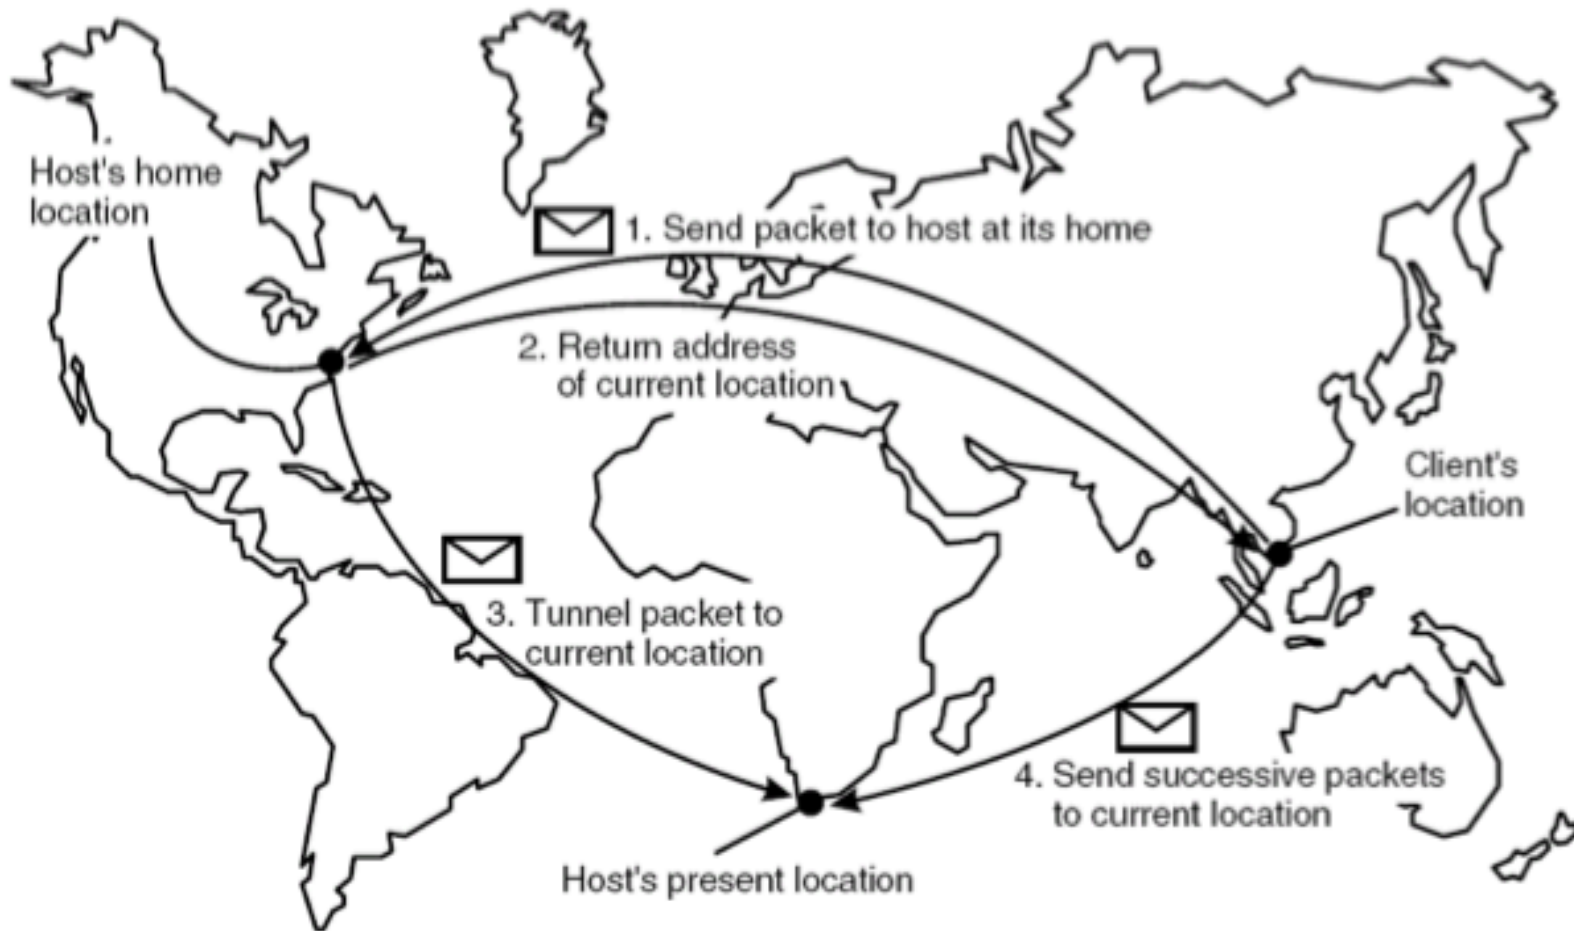 Host's home
location
1. Send packet to host at its home
2. Return address
of current location
Client's
location
3. Tunnel packet to
current location
4. Send successive packets
to current location
Host's present location